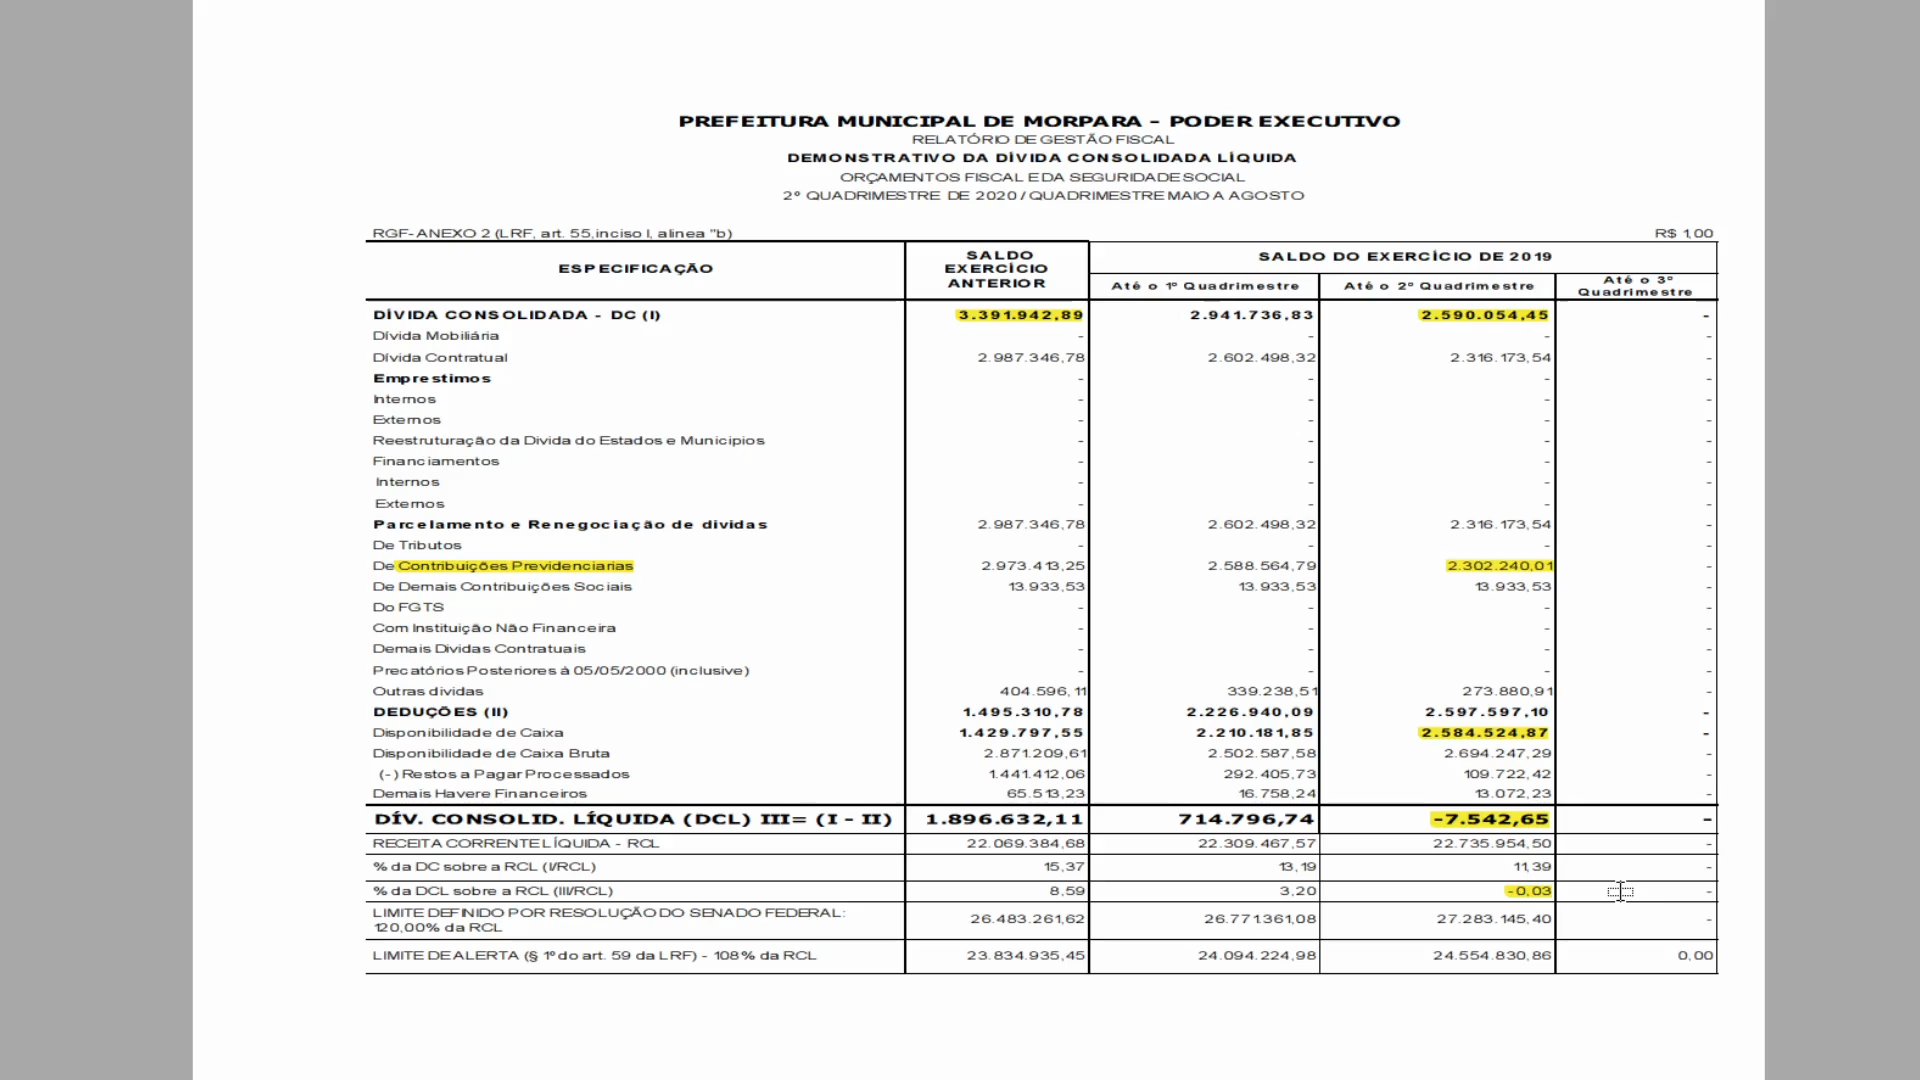 PREFEITURA MUNICIPAL DE MORPARA - PODER EXECUTIVO
RELATÓRIO DE GESTÃO FISCAL
DEMONSTRATIVO DA DÍVIDA CONSOLIDADA LÍQUIDA
ORÇAMENTOS FISCAL E DA SEGURIDADE SOCIAL
2º QUADRIMESTRE DE 2020 / QUADRIMESTRE MAIO A AGOSTO
RGF- ANEXO 2 (LRF, art. 55,inciso I, alinea "b) R$ 1,00
ESPECIFICAÇÃO SALDO EXERCÍCIO ANTERIOR SALDO DO EXERCÍCIO DE 2019
Até o 1º Quadrimestre Até o 2º Quadrimestre Até o 3º Quadrimestre
DÍVIDA CONSOLIDADA - DC (I) 3.391.942,89 2.941.736,83 2.590.054,45 -
Dívida Mobiliária - - - -
Dívida Contratual 2.987.346,78 2.602.498,32 2.316.173,54 -
Emprestimos - - - -
Internos - - - -
Externos - - - -
Reestruturação da Divida do Estados e Municipios - - - -
Financiamentos - - - -
Internos - - - -
Externos - - - -
Parcelamento e Renegociação de dividas 2.987.346,78 2.602.498,32 2.316.173,54 -
De Tributos - - - -
De Contribuições Previdenciarias 2.973.413,25 2.588.564,79 2.302.240,01 -
De Demais Contribuições Sociais 13.933,53 13.933,53 13.933,53 -
Do FGTS - - - -
Com Instituição Não Financeira - - - -
Demais Dividas Contratuais - - - -
Precatórios Posteriores à 05/05/2000 (inclusive) - - - -
Outras dividas 404.596,11 339.238,51 273.880,91 -
DEDUÇÕES (II) 1.495.310,78 2.226.940,09 2.597.597,10 -
Disponibilidade de Caixa 1.429.797,55 2.210.181,85 2.584.524,87 -
Disponibilidade de Caixa Bruta 2.871.209,61 2.502.587,58 2.694.247,29 -
(-) Restos a Pagar Processados 1.441.412,06 292.405,73 109.722,42 -
Demais Havere Financeiros 65.513,23 16.758,24 13.072,23 -
DÍV. CONSOLID. LÍQUIDA (DCL) III= (I - II) 1.896.632,11 714.796,74 -7.542,65 -
RECEITA CORRENTE LÍQUIDA - RCL 22.069.384,68 22.309.467,57 22.735.954,50 -
% da DC sobre a RCL (I/RCL) 15,37 13,19 11,39 -
% da DCL sobre a RCL (III/RCL) 8,59 3,20 -0,03 -
LIMITE DEFINIDO POR RESOLUÇÃO DO SENADO FEDERAL:
120,00% da RCL 26.483.261,62 26.771.361,08 27.283.145,40 -
LIMITE DE ALERTA (§ 1º do art. 59 da LRF) - 108% da RCL 23.834.935,45 24.094.224,98 24.554.830,86 0,00